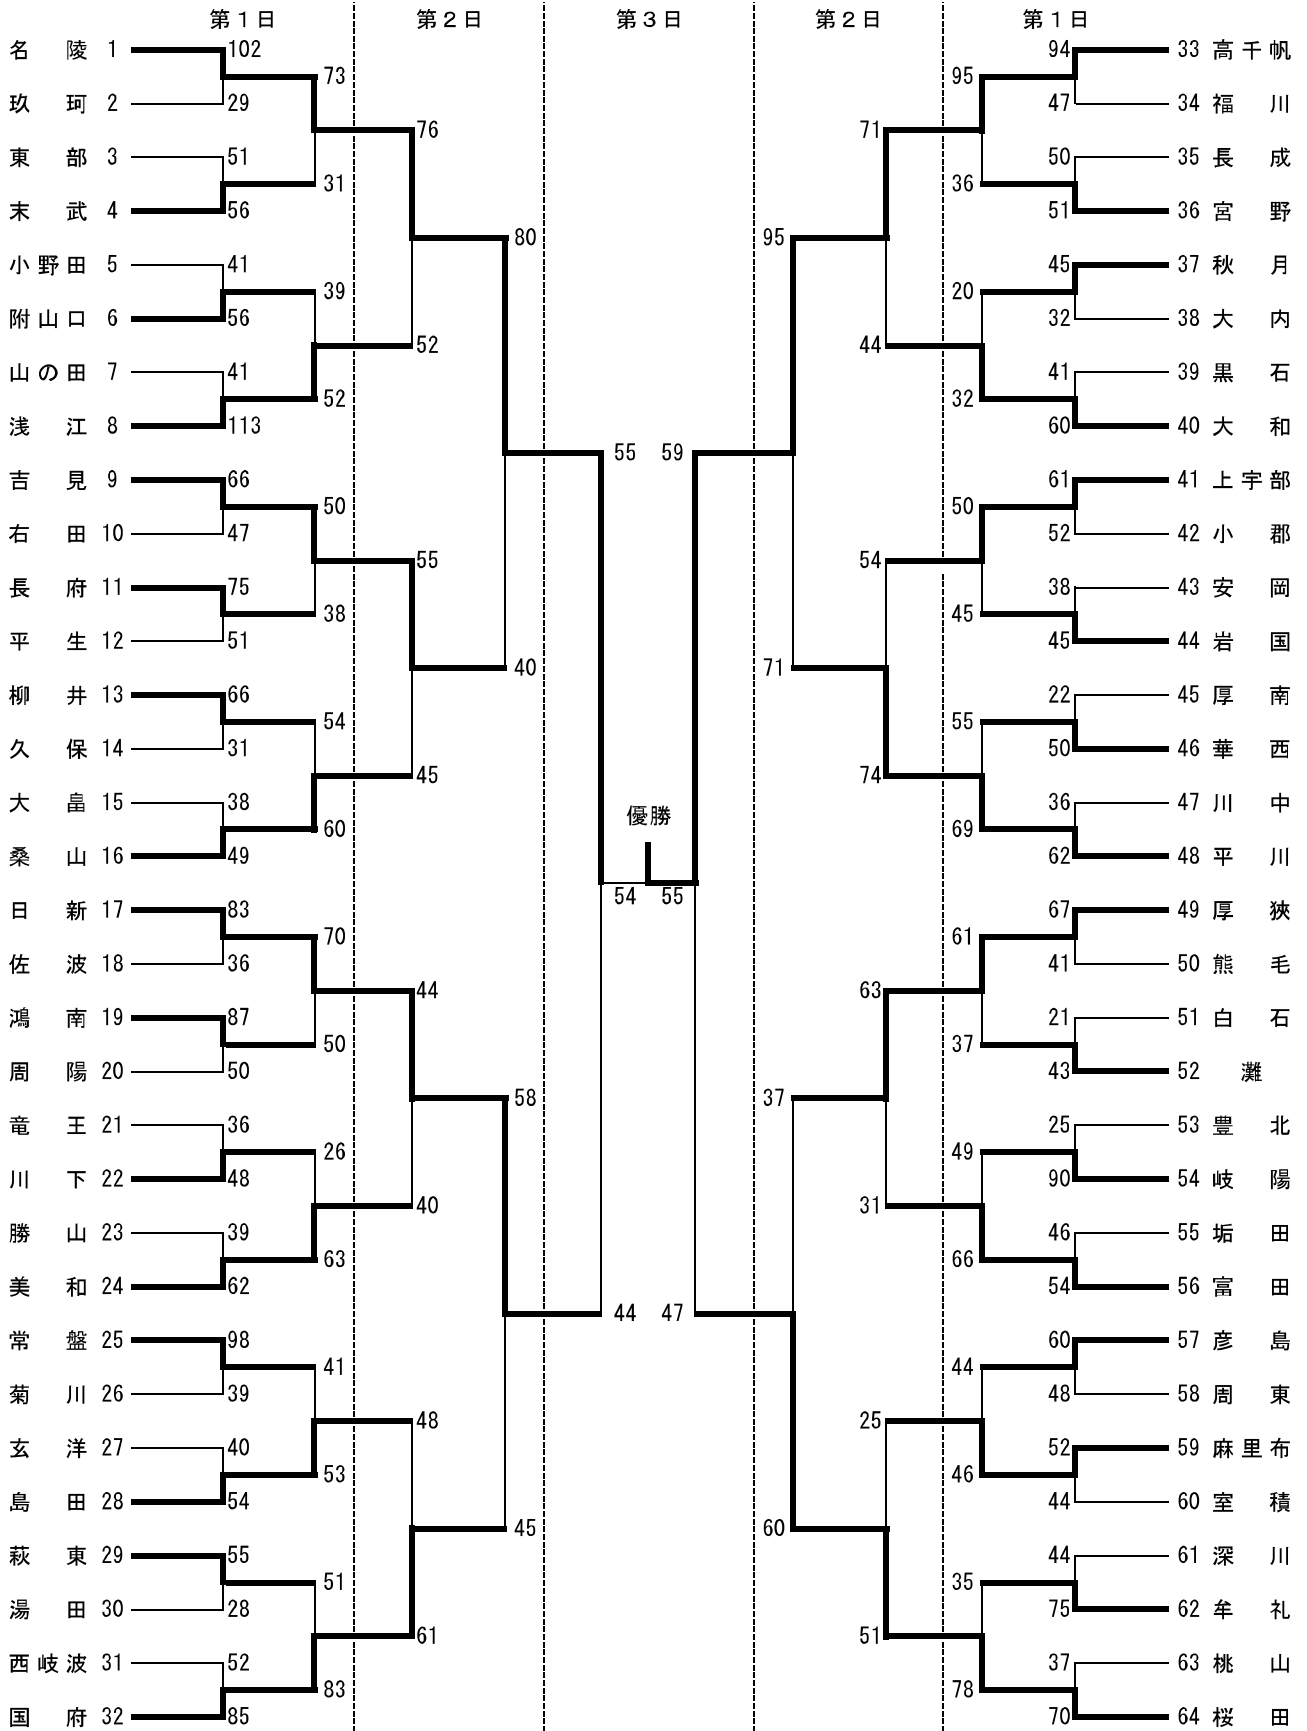 第１日 第２日 第３日 第２日 第１日
名陵 1 102 94 33 高千帆
73 95
玖珂 2 29 47 34 福川
76 71
東部 3 51 50 35 長成
31 36
末武 4 56 51 36 宮野
80 95
小野田 5 41 45 37 秋月
39 20
附山口 6 56 32 38 大内
52 44
山の田 7 41 41 39 黒石
52 32
浅江 8 113 60 40 大和
55 59
吉見 9 66 61 41 上宇部
50 50
右田 10 47 52 42 小郡
55 54
長府 11 75 38 43 安岡
38 45
平生 12 51 45 44 岩国
40 71
柳井 13 66 22 45 厚南
54 55
久保 14 31 50 46 華西
45 74
大畠 15 38 36 47 川中
優勝
60 69
桑山 16 49 62 48 平川
54 55
日新 17 83 67 49 厚狹
70 61
佐波 18 36 41 50 熊毛
44 63
鴻南 19 87 21 51 白石
50 37
周陽 20 50 43 52 灘
58 37
竜王 21 36 25 53 豊北
26 49
川下 22 48 90 54 岐陽
40 31
勝山 23 39 46 55 垢田
63 66
美和 24 62 54 56 富田
44 47
常盤 25 98 60 57 彦島
41 44
菊川 26 39 48 58 周東
48 25
玄洋 27 40 52 59 麻里布
53 46
島田 28 54 44 60 室積
45 60
萩東 29 55 44 61 深川
51 35
湯田 30 28 75 62 牟礼
61 51
西岐波 31 52 37 63 桃山
83 78
国府 32 85 70 64 桜田